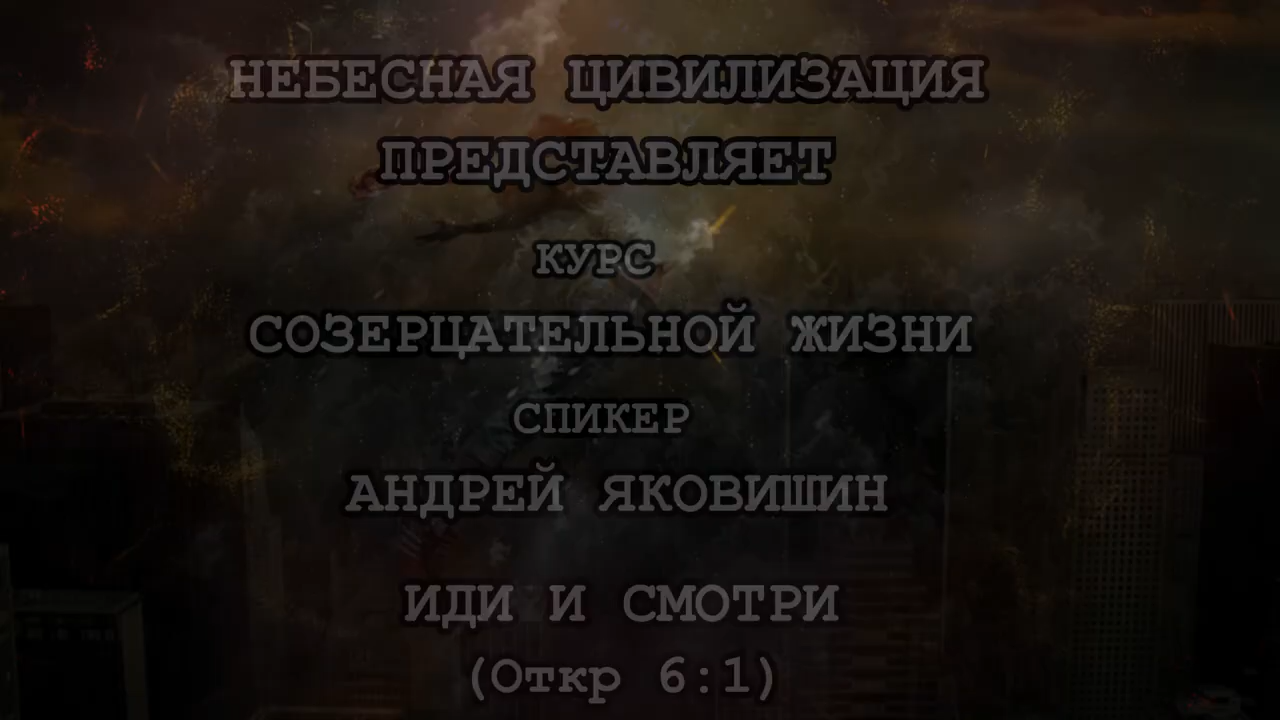 НЕБЕСНАЯ ЦИВИЛИЗАЦИЯ
ПРЕДСТАВЛЯЕТ
КУРС
СОЗЕРЦАТЕЛЬНОЙ ЖИЗНИ
СПИКЕР
АНДРЕЙ ЯКОВИШИН
ИДИ И СМОТРИ
(Откр 6:1)